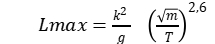 Lmax = k²/g (√m/T)^2,6